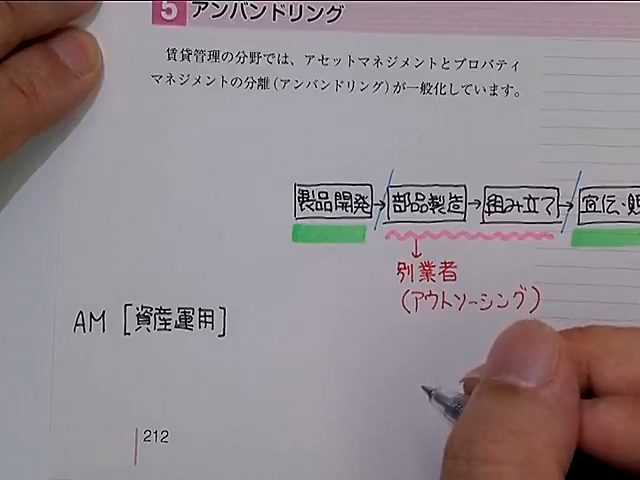 5 アンバンドリング
賃貸管理の分野では、アセットマネジメントとプロパティ
マネジメントの分離(アンバンドリング)が一般化しています。
製品開発→部品製造→組み立て→宣伝・販
↓
別業者
(アウトソーシング)
AM [資産運用]
212